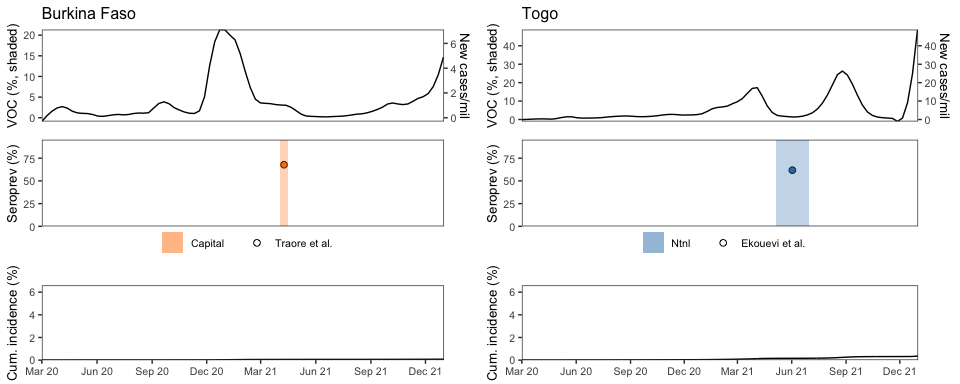 Burkina Faso
VOC (%, shaded)
20
15
10
5
0
6
4
2
0
New cases/mil
Seroprev (%)
75
50
25
0
Capital
Traore et al.
Cum. incidence (%)
6
4
2
0
Mar 20 Jun 20 Sep 20 Dec 20 Mar 21 Jun 21 Sep 21 Dec 21
Togo
VOC (%, shaded)
40
30
20
10
0
40
30
20
10
0
New cases/mil
Seroprev (%)
75
50
25
0
Ntnl
Ekouevi et al.
Cum. incidence (%)
6
4
2
0
Mar 20 Jun 20 Sep 20 Dec 20 Mar 21 Jun 21 Sep 21 Dec 21